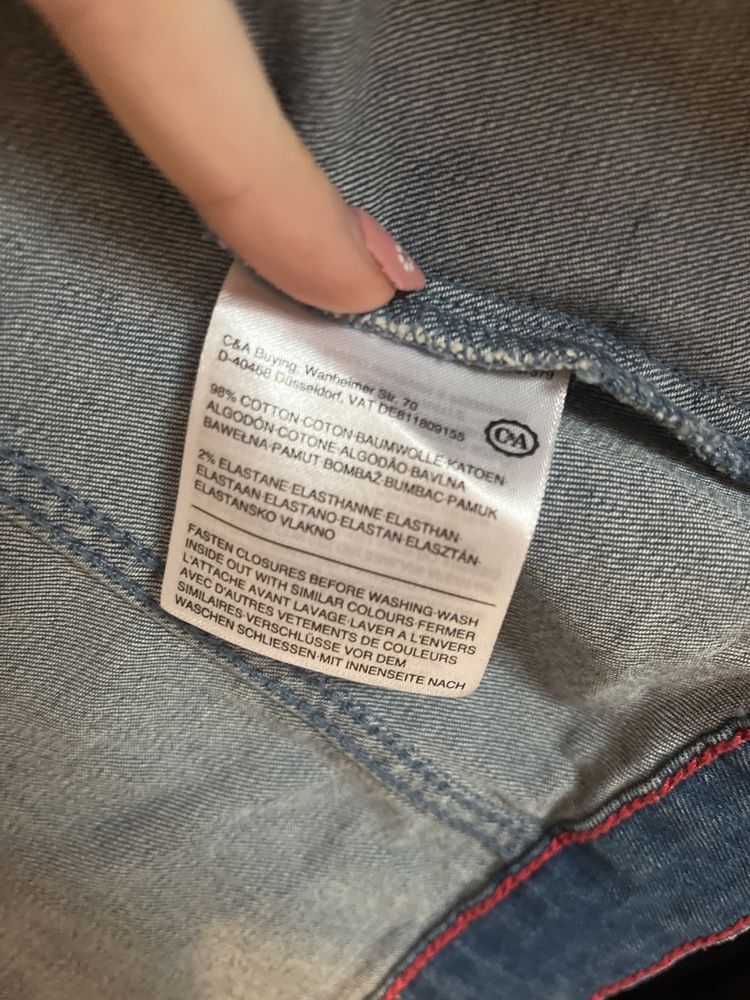 C&A Buying, Wanheimer Str. 70
D-40468 Düsseldorf, VAT DE811809155
C&A
98% COTTON·COTON·BAUMWOLLE·KATOEN·
ALGODÓN·COTONE·ALGODÃO·BAVLNA
BAWEŁNA·PAMUT·BOMBAŽ·BUMBAC·PAMUK
2% ELASTANE·ELASTHANNE·ELASTHAN·
ELASTAAN·ELASTANO·ELASTAN·ELASZTÁN·
ELASTANSKO VLAKNO
FASTEN CLOSURES BEFORE WASHING·WASH
INSIDE OUT WITH SIMILAR COLOURS·FERMER
L'ATTACHE AVANT LAVAGE·LAVER A L'ENVERS
AVEC D'AUTRES VETEMENTS DE COULEURS
SIMILAIRES·VERSCHLÜSSE VOR DEM
WASCHEN SCHLIESSEN·MIT INNENSEITE NACH